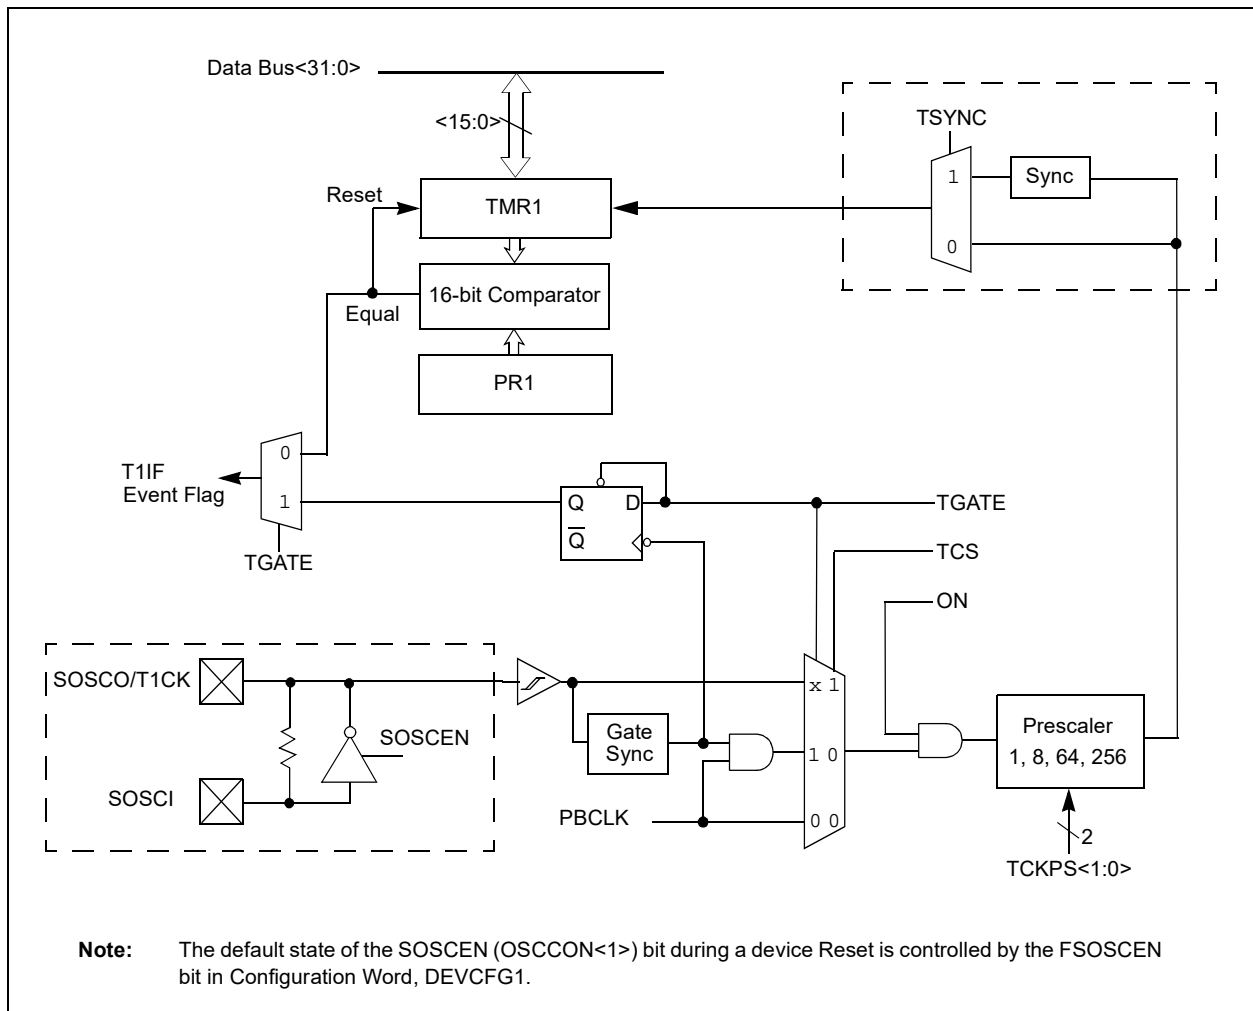 Data Bus<31:0>
<15:0>
TSYNC
1
Sync
Reset
TMR1
0
16-bit Comparator
Equal
PR1
0
T1IF
Event Flag
1
TGATE
Q
D
Q
TGATE
TCS
ON
SOSCO/T1CK
x 1
SOSCEN
Gate
Sync
1 0
Prescaler
1, 8, 64, 256
SOSCI
PBCLK
0 0
2
TCKPS<1:0>
Note: The default state of the SOSCEN (OSCCON<1>) bit during a device Reset is controlled by the FSOSCEN
bit in Configuration Word, DEVCFG1.